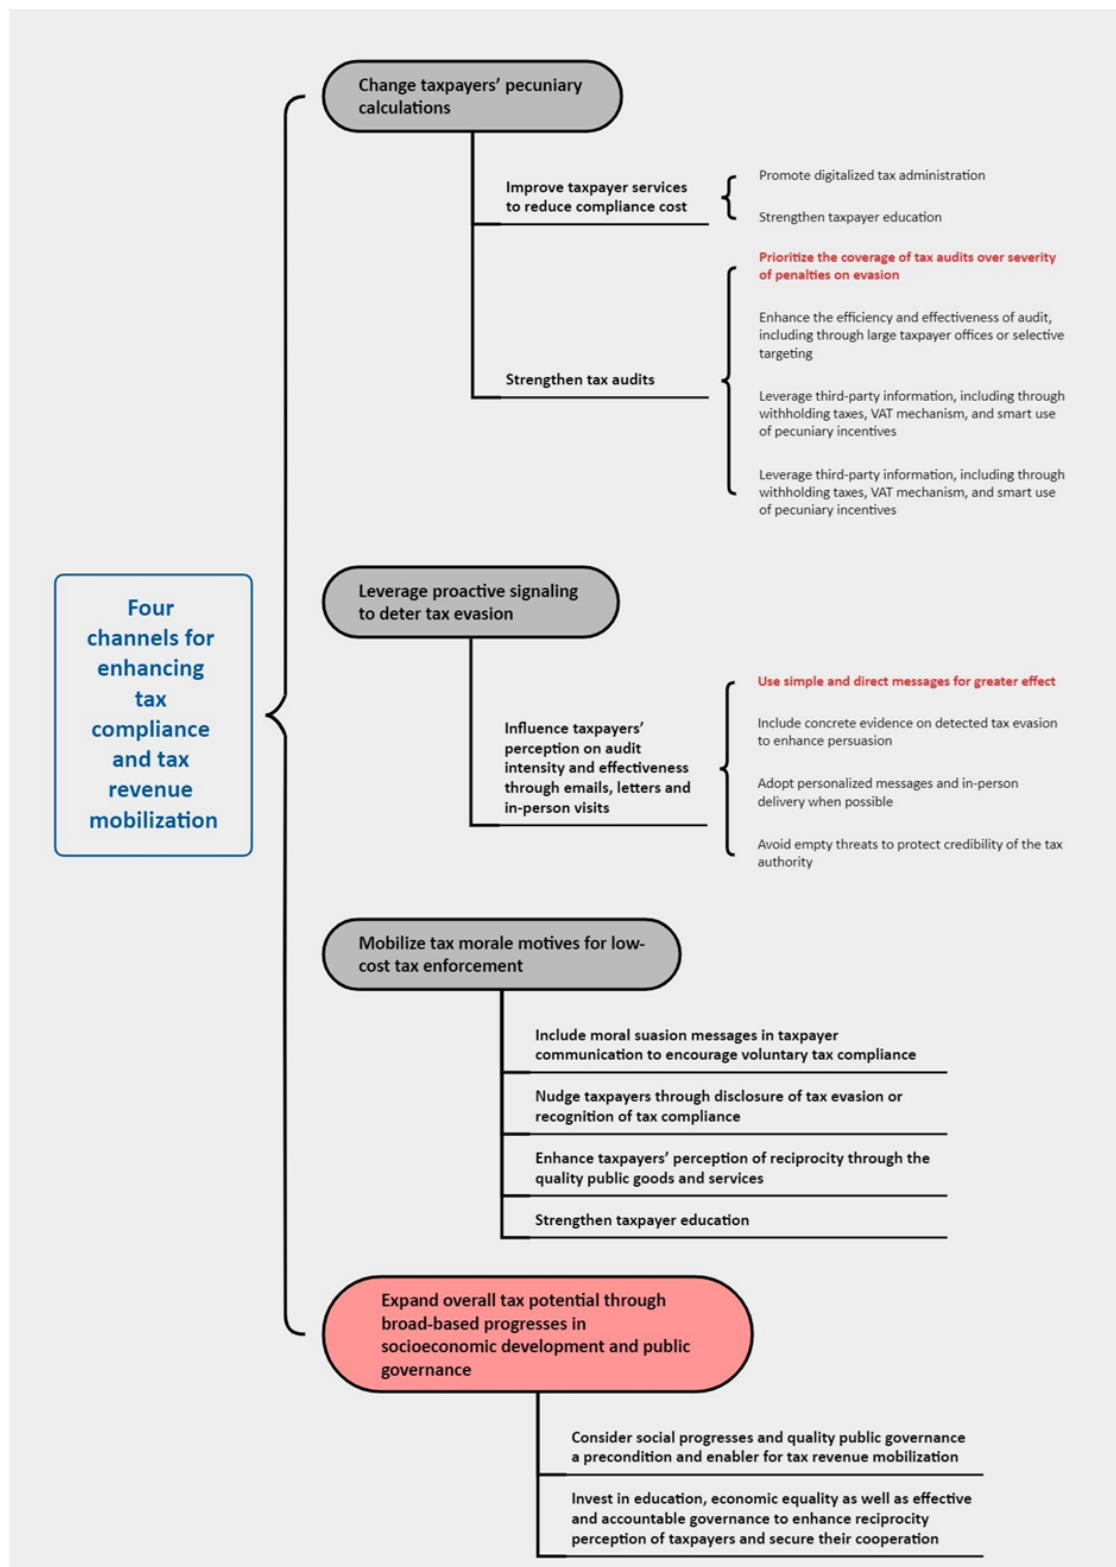 Change taxpayers' pecuniary
calculations
Improve taxpayer services
to reduce compliance cost
Promote digitalized tax administration
Strengthen taxpayer education
Prioritize the coverage of tax audits over severity
of penalties on evasion
Enhance the efficiency and effectiveness of audit,
including through large taxpayer offices or selective
targeting
Strengthen tax audits
Leverage third-party information, including through
withholding taxes, VAT mechanism, and smart use
of pecuniary incentives
Leverage third-party information, including through
withholding taxes, VAT mechanism, and smart use
of pecuniary incentives
Four
channels for
enhancing
tax
compliance
and tax
revenue
mobilization
Leverage proactive signaling
to deter tax evasion
Influence taxpayers'
perception on audit
intensity and effectiveness
through emails, letters and
in-person visits
Use simple and direct messages for greater effect
Include concrete evidence on detected tax evasion
to enhance persuasion
Adopt personalized messages and in-person
delivery when possible
Avoid empty threats to protect credibility of the tax
authority
Mobilize tax morale motives for low-
cost tax enforcement
Include moral suasion messages in taxpayer
communication to encourage voluntary tax compliance
Nudge taxpayers through disclosure of tax evasion or
recognition of tax compliance
Enhance taxpayers' perception of reciprocity through the
quality public goods and services
Strengthen taxpayer education
Expand overall tax potential through
broad-based progresses in
socioeconomic development and public
governance
Consider social progresses and quality public governance
a precondition and enabler for tax revenue mobilization
Invest in education, economic equality as well as effective
and accountable governance to enhance reciprocity
perception of taxpayers and secure their cooperation